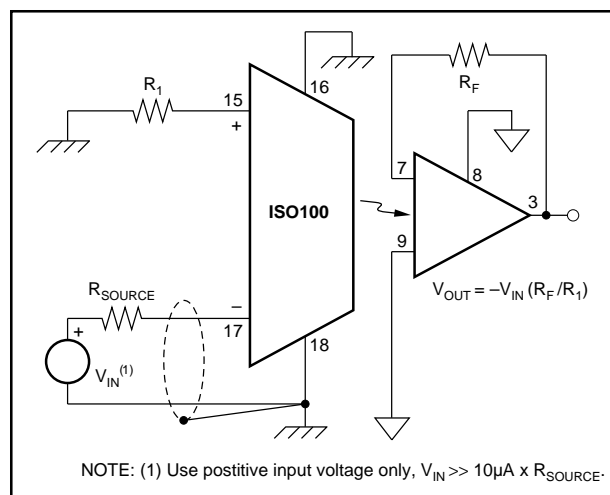 R1
15
+
16
ISO100
RF
7
8
3
9
VOUT = –VIN (RF /R1)
RSOURCE
–
17
18
+
VIN(1)
NOTE: (1) Use postitive input voltage only, VIN >> 10µA x RSOURCE.